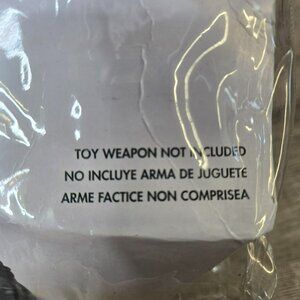 TOY WEAPON NOT INCLUDED
NO INCLUYE ARMA DE JUGUETE
ARME FACTICE NON COMPRISEA